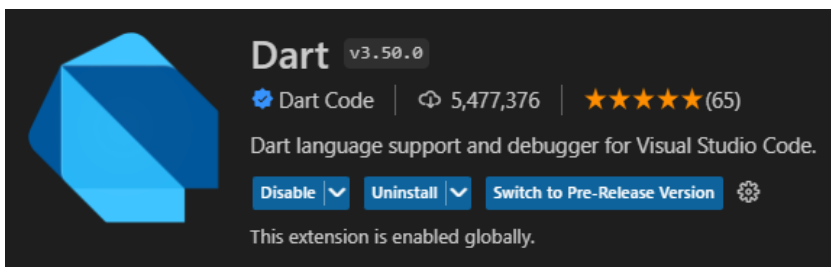 Dart v3.50.0
Dart Code 5,477,376 (65)
Dart language support and debugger for Visual Studio Code.
Disable Uninstall Switch to Pre-Release Version
This extension is enabled globally.